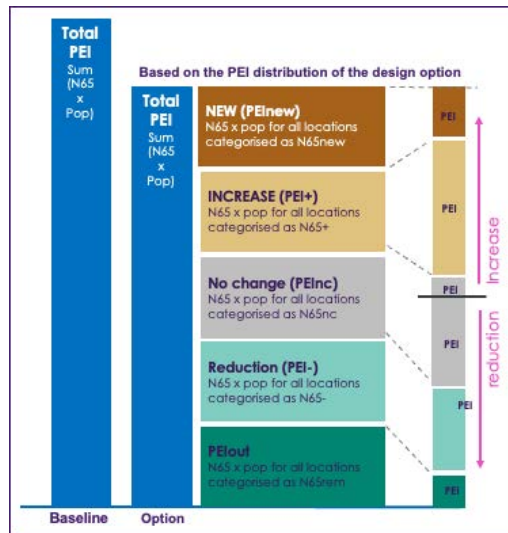 Total
PEI
Sum
(N65
x
Pop)
Based on the PEI distribution of the design option
Total
PEI
Sum
(N65
x
Pop)
NEW (PEInew)
N65 x pop for all locations
categorised as N65new
INCREASE (PEI+)
N65 x pop for all locations
categorised as N65+
No change (PEInc)
N65 x pop for all locations
categorised as N65nc
Reduction (PEI-)
N65 x pop for all locations
categorised as N65-
PEIout
N65 x pop for all locations
categorised as N65rem
PEI
PEI
PEI
PEI
PEI
PEI
Increase
reduction
Baseline
Option